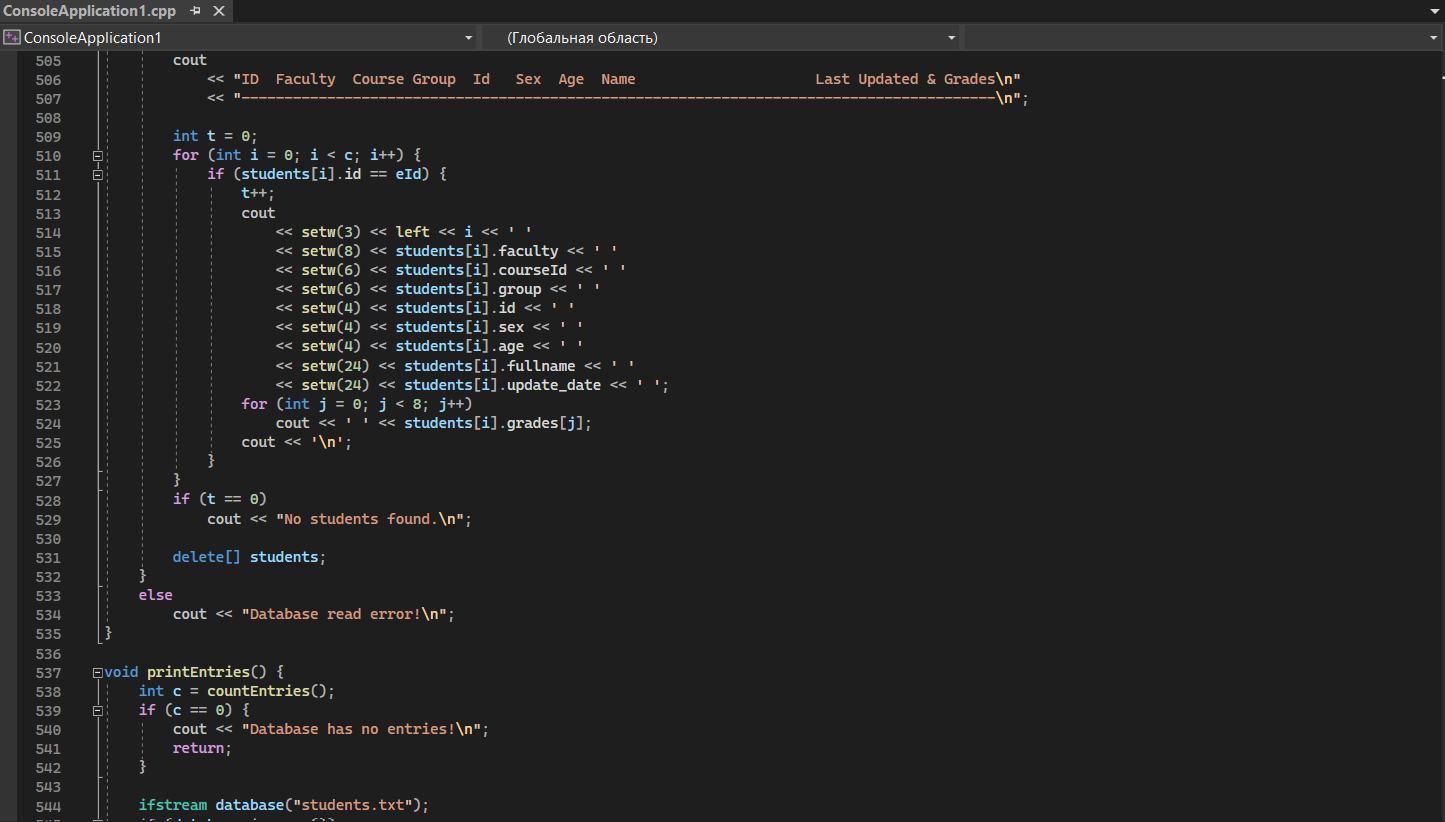 ConsoleApplication1.cpp
ConsoleApplication1 (Глобальная область)
505 cout
506 << "ID  Faculty  Course Group  Id   Sex  Age  Name                     Last Updated & Grades\n"
507 << "----------------------------------------------------------------------------------------\n";
508
509 int t = 0;
510 for (int i = 0; i < c; i++) {
511 if (students[i].id == eId) {
512 t++;
513 cout
514 << setw(3) << left << i << ' '
515 << setw(8) << students[i].faculty << ' '
516 << setw(6) << students[i].courseId << ' '
517 << setw(6) << students[i].group << ' '
518 << setw(4) << students[i].id << ' '
519 << setw(4) << students[i].sex << ' '
520 << setw(4) << students[i].age << ' '
521 << setw(24) << students[i].fullname << ' '
522 << setw(24) << students[i].update_date << ' ';
523 for (int j = 0; j < 8; j++)
524 cout << ' ' << students[i].grades[j];
525 cout << '\n';
526 }
527 }
528 if (t == 0)
529 cout << "No students found.\n";
530
531 delete[] students;
532 }
533 else
534 cout << "Database read error!\n";
535 }
536
537 void printEntries() {
538 int c = countEntries();
539 if (c == 0) {
540 cout << "Database has no entries!\n";
541 return;
542 }
543
544 ifstream database("students.txt");